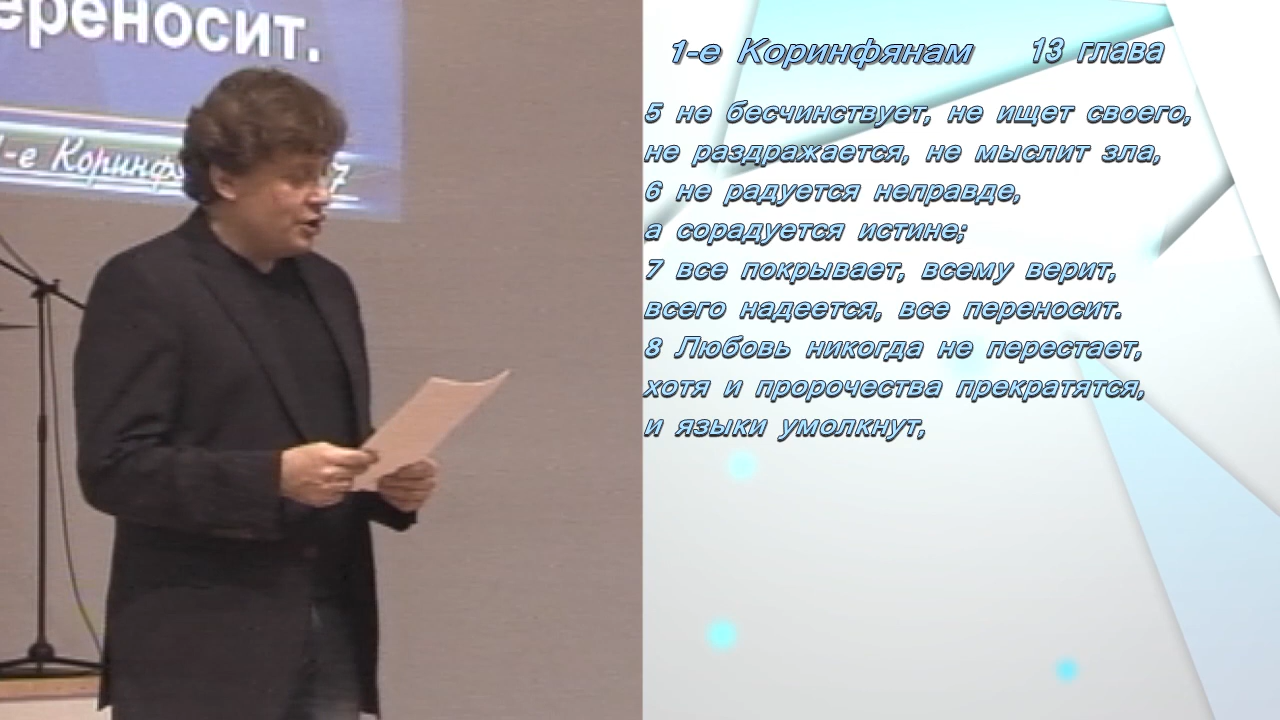 ереносит.
1-е Коринф 7
1-е Коринфянам 13 глава
5 не бесчинствует, не ищет своего,
не раздражается, не мыслит зла,
6 не радуется неправде,
а сорадуется истине;
7 все покрывает, всему верит,
всего надеется, все переносит.
8 Любовь никогда не перестает,
хотя и пророчества прекратятся,
и языки умолкнут,